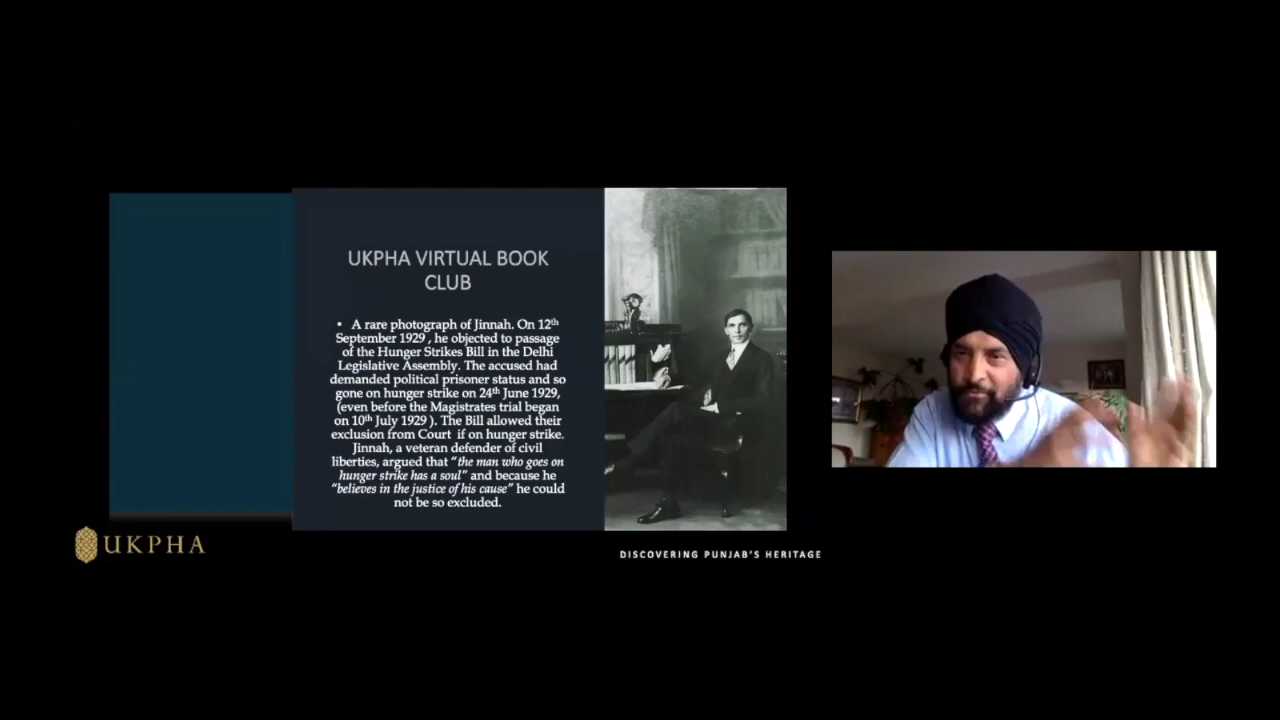 UKPHA VIRTUAL BOOK
CLUB
• A rare photograph of Jinnah. On 12th
September 1929 , he objected to passage
of the Hunger Strikes Bill in the Delhi
Legislative Assembly. The accused had
demanded political prisoner status and so
gone on hunger strike on 24th June 1929,
(even before the Magistrates trial began
on 10th July 1929 ). The Bill allowed their
exclusion from Court if on hunger strike.
Jinnah, a veteran defender of civil
liberties, argued that “the man who goes on
hunger strike has a soul” and because he
“believes in the justice of his cause” he could
not be so excluded.
UKPHA
DISCOVERING PUNJAB’S HERITAGE